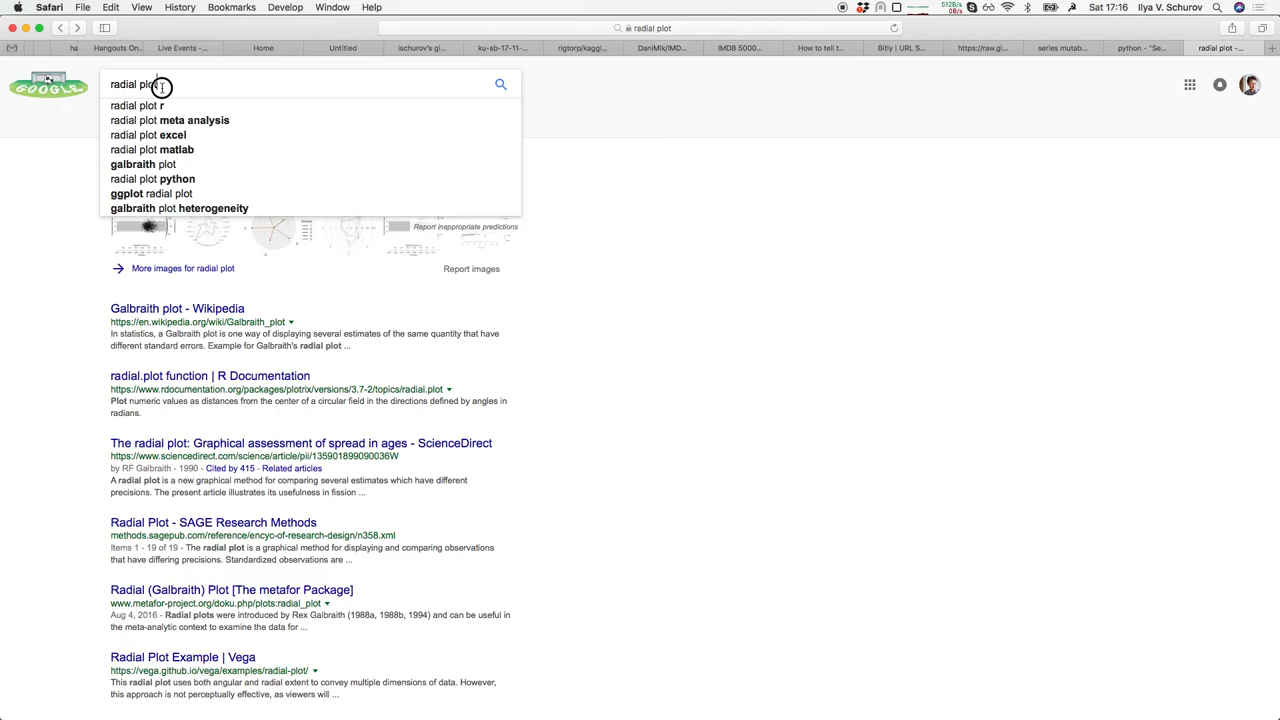 Safari File Edit View History Bookmarks Develop Window Help
Sat 17:16 Ilya V. Schurov
radial plot
Hangouts On... Live Events -... Home Untitled ischurov's gi... ku-sb-17-11-... rigtorp/kaggl... DaniMlk/IMD... IMDB 5000... How to tell t... Bitly | URL S... https://raw.gi... series mutab... python - "Se... radial plot -...
GOOGLE
radial plot
radial plot r
radial plot meta analysis
radial plot excel
radial plot matlab
galbraith plot
radial plot python
ggplot radial plot
galbraith plot heterogeneity
Report inappropriate predictions
More images for radial plot
Report images
Galbraith plot - Wikipedia
https://en.wikipedia.org/wiki/Galbraith_plot
In statistics, a Galbraith plot is one way of displaying several estimates of the same quantity that have
different standard errors. Example for Galbraith's radial plot ...
radial.plot function | R Documentation
https://www.rdocumentation.org/packages/plotrix/versions/3.7-2/topics/radial.plot
Plot numeric values as distances from the center of a circular field in the directions defined by angles in
radians.
The radial plot: Graphical assessment of spread in ages - ScienceDirect
https://www.sciencedirect.com/science/article/pii/135901899090036W
by RF Galbraith - 1990 - Cited by 415 - Related articles
A radial plot is a new graphical method for comparing several estimates which have different
precisions. The present article illustrates its usefulness in fission ...
Radial Plot - SAGE Research Methods
methods.sagepub.com/reference/encyc-of-research-design/n358.xml
Items 1 - 19 of 19 - The radial plot is a graphical method for displaying and comparing observations
that have differing precisions. Standardized observations are ...
Radial (Galbraith) Plot [The metafor Package]
www.metafor-project.org/doku.php/plots:radial_plot
Aug 4, 2016 - Radial plots were introduced by Rex Galbraith (1988a, 1988b, 1994) and can be useful in
the meta-analytic context to examine the data for ...
Radial Plot Example | Vega
https://vega.github.io/vega/examples/radial-plot/
This radial plot uses both angular and radial extent to convey multiple dimensions of data. However,
this approach is not perceptually effective, as viewers will ...